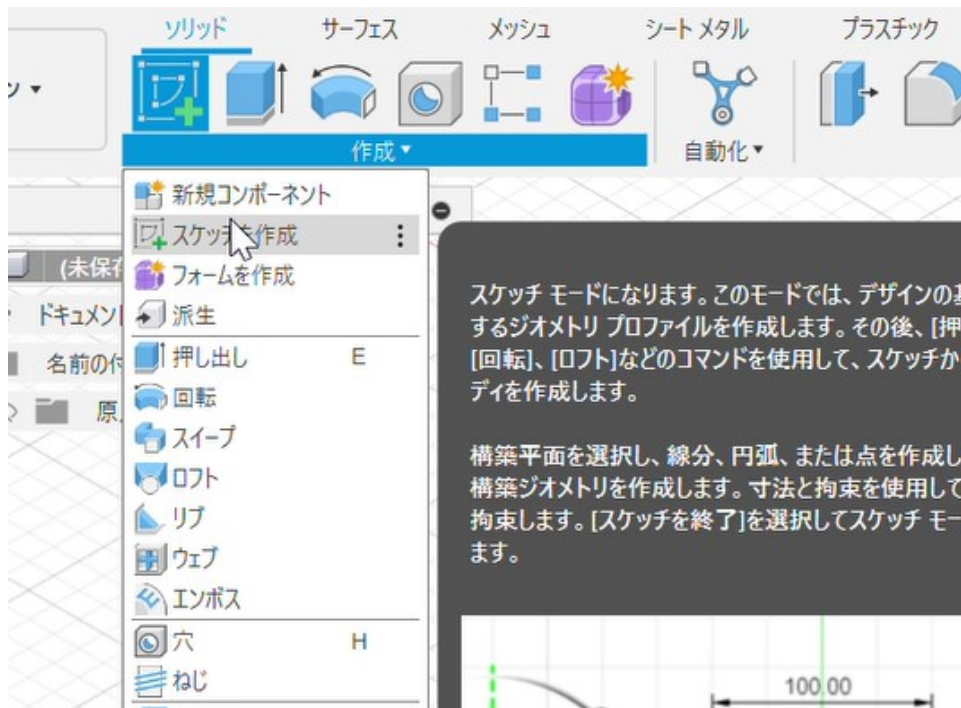 ソリッド サーフェス メッシュ シート メタル プラスチック
作成▼ 自動化▼
新規コンポーネント
スケッチを作成
(未保存
フォームを作成
ドキュメント
派生
名前の付
押し出し E
原
回転
スイープ
ロフト
リブ
ウェブ
エンボス
穴 H
ねじ
スケッチ モードになります。このモードでは、デザインの基
するジオメトリ プロファイルを作成します。その後、[押
[回転]、[ロフト]などのコマンドを使用して、スケッチか
ディを作成します。
構築平面を選択し、線分、円弧、または点を作成し
構築ジオメトリを作成します。寸法と拘束を使用して
拘束します。[スケッチを終了]を選択してスケッチ モー
ます。
100.00